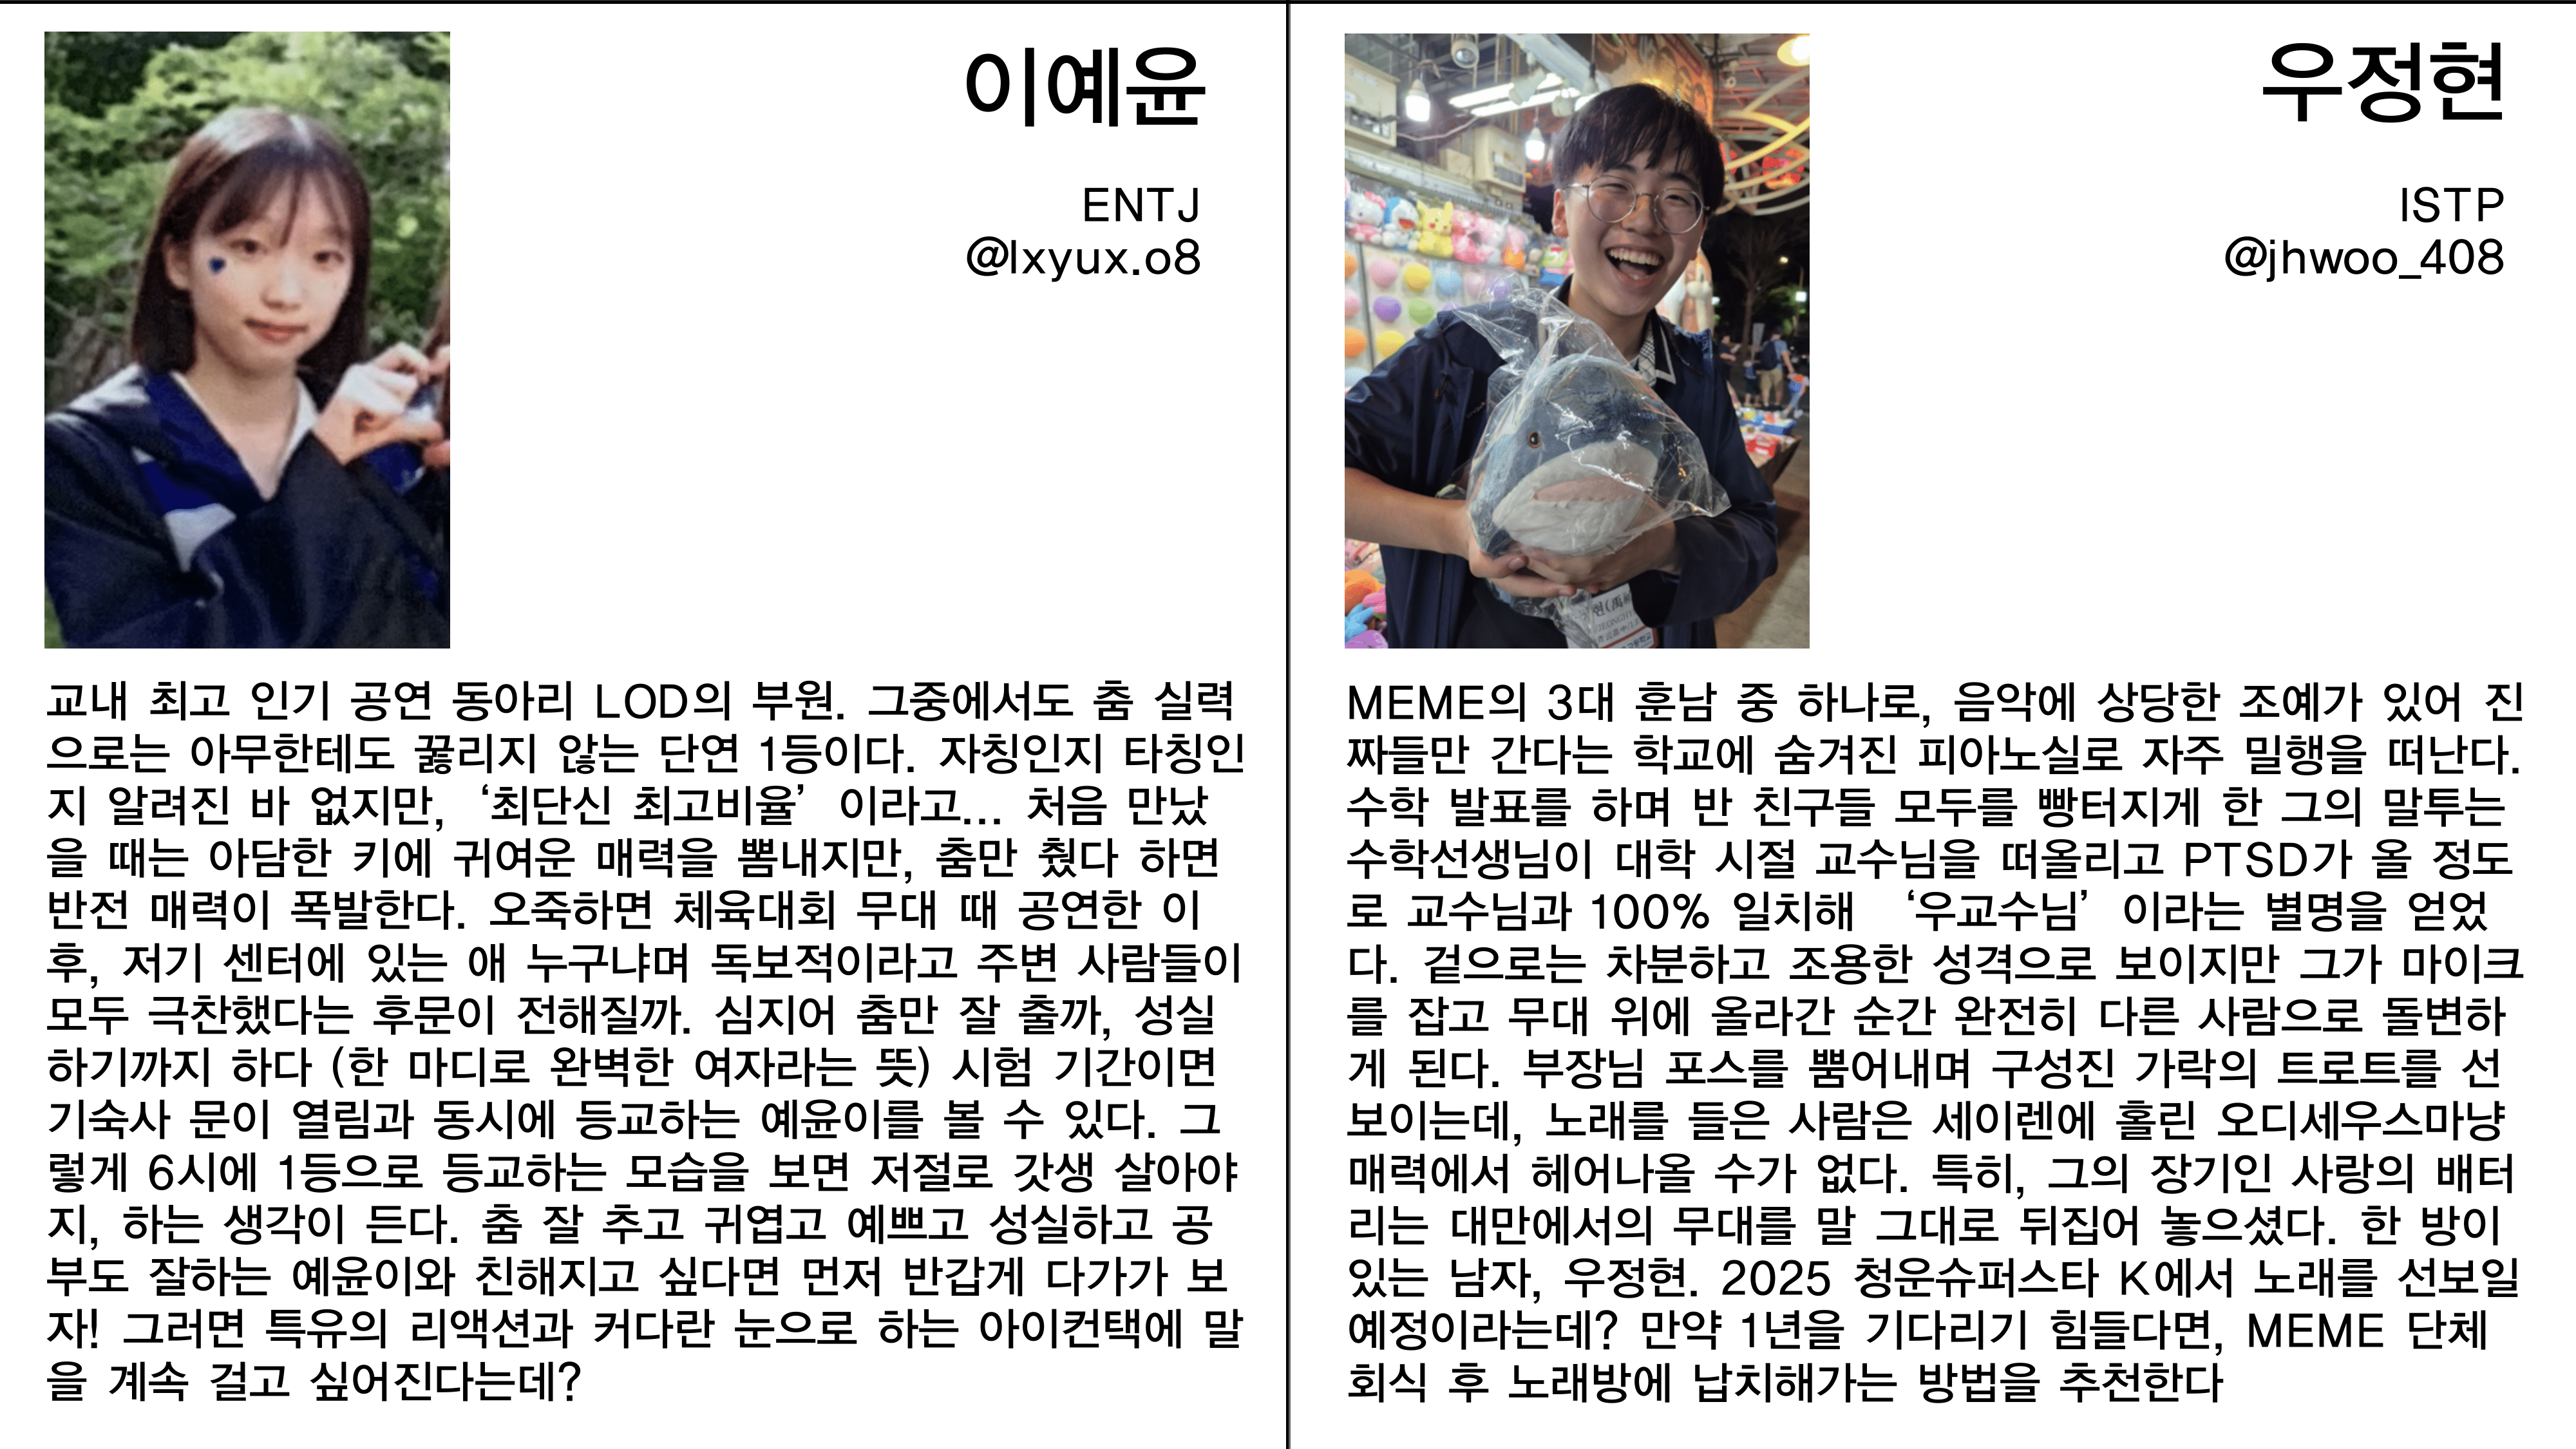 이예윤
ENTJ
@lxyux.o8
교내 최고 인기 공연 동아리 LOD의 부원. 그중에서도 춤 실력
으로는 아무한테도 꿇리지 않는 단연 1등이다. 자칭인지 타칭인
지 알려진 바 없지만, ‘최단신 최고비율’ 이라고... 처음 만났
을 때는 아담한 키에 귀여운 매력을 뽐내지만, 춤만 췄다 하면
반전 매력이 폭발한다. 오죽하면 체육대회 무대 때 공연한 이
후, 저기 센터에 있는 애 누구냐며 독보적이라고 주변 사람들이
모두 극찬했다는 후문이 전해질까. 심지어 춤만 잘 출까, 성실
하기까지 하다 (한 마디로 완벽한 여자라는 뜻) 시험 기간이면
기숙사 문이 열림과 동시에 등교하는 예윤이를 볼 수 있다. 그
렇게 6시에 1등으로 등교하는 모습을 보면 저절로 갓생 살아야
지, 하는 생각이 든다. 춤 잘 추고 귀엽고 예쁘고 성실하고 공
부도 잘하는 예윤이와 친해지고 싶다면 먼저 반갑게 다가가 보
자! 그러면 특유의 리액션과 커다란 눈으로 하는 아이컨택에 말
을 계속 걸고 싶어진다는데?
우정현
ISTP
@jhwoo_408
MEME의 3대 훈남 중 하나로, 음악에 상당한 조예가 있어 진
짜들만 간다는 학교에 숨겨진 피아노실로 자주 밀행을 떠난다.
수학 발표를 하며 반 친구들 모두를 빵터지게 한 그의 말투는
수학선생님이 대학 시절 교수님을 떠올리고 PTSD가 올 정도
로 교수님과 100% 일치해 ‘우교수님’ 이라는 별명을 얻었
다. 겉으로는 차분하고 조용한 성격으로 보이지만 그가 마이크
를 잡고 무대 위에 올라간 순간 완전히 다른 사람으로 돌변하
게 된다. 부장님 포스를 뿜어내며 구성진 가락의 트로트를 선
보이는데, 노래를 들은 사람은 세이렌에 홀린 오디세우스마냥
매력에서 헤어나올 수가 없다. 특히, 그의 장기인 사랑의 배터
리는 대만에서의 무대를 말 그대로 뒤집어 놓으셨다. 한 방이
있는 남자, 우정현. 2025 청운슈퍼스타 K에서 노래를 선보일
예정이라는데? 만약 1년을 기다리기 힘들다면, MEME 단체
회식 후 노래방에 납치해가는 방법을 추천한다